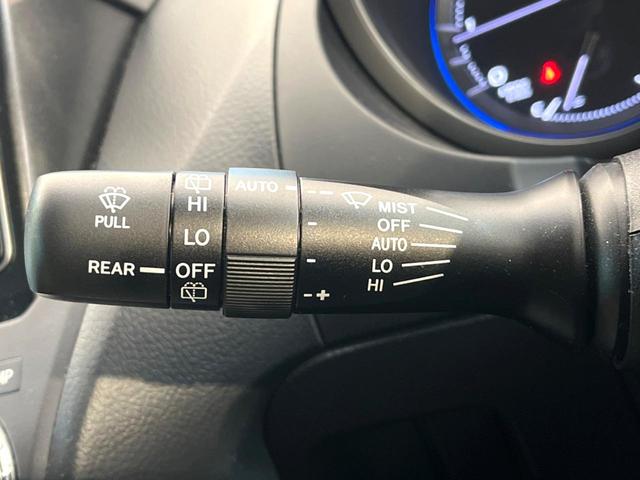 PULL
REAR
HI
LO
OFF
AUTO
- +
MIST
OFF
AUTO
LO
HI